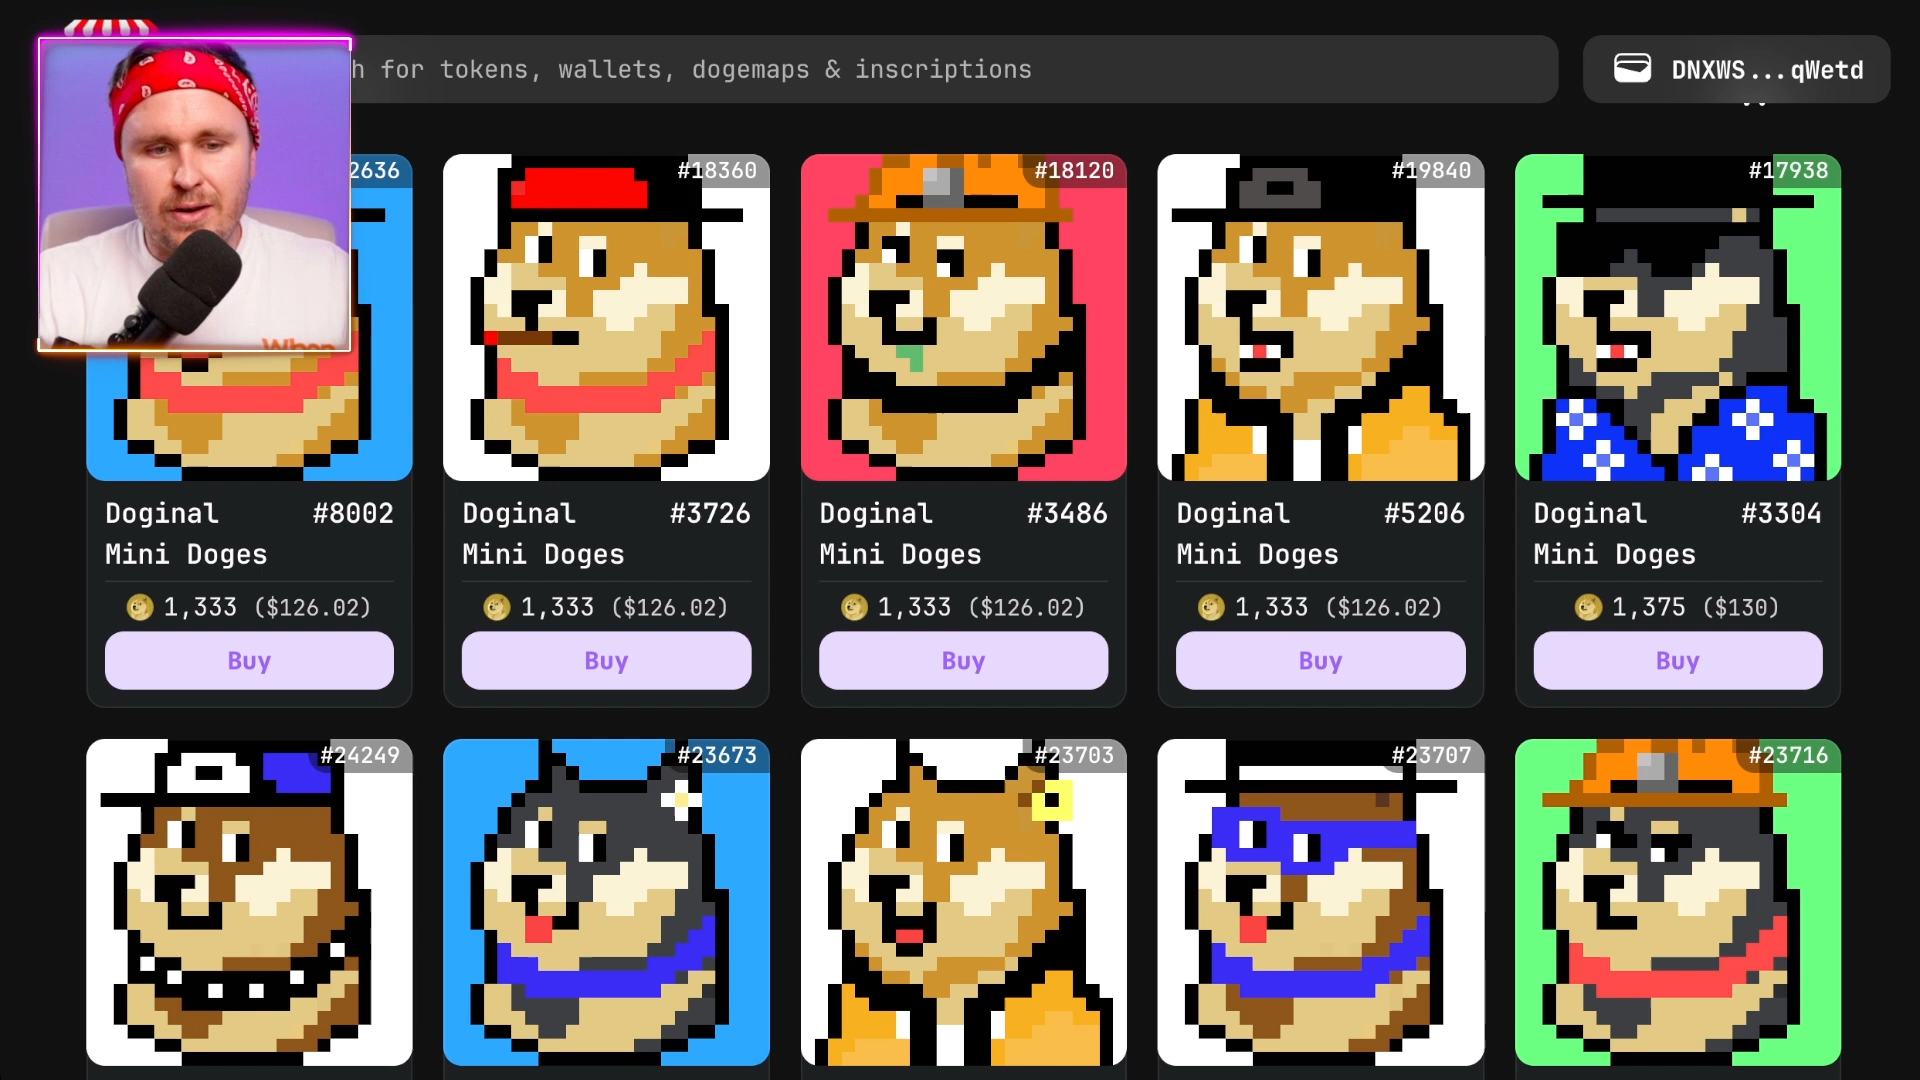 h for tokens, wallets, dogemaps & inscriptions
DNXWS...qWetd
2636
#18360
#18120
#19840
#17938
When
Doginal #8002
Mini Doges
1,333 ($126.02)
Buy
Doginal #3726
Mini Doges
1,333 ($126.02)
Buy
Doginal #3486
Mini Doges
1,333 ($126.02)
Buy
Doginal #5206
Mini Doges
1,333 ($126.02)
Buy
Doginal #3304
Mini Doges
1,375 ($130)
Buy
#24249
#23673
#23703
#23707
#23716